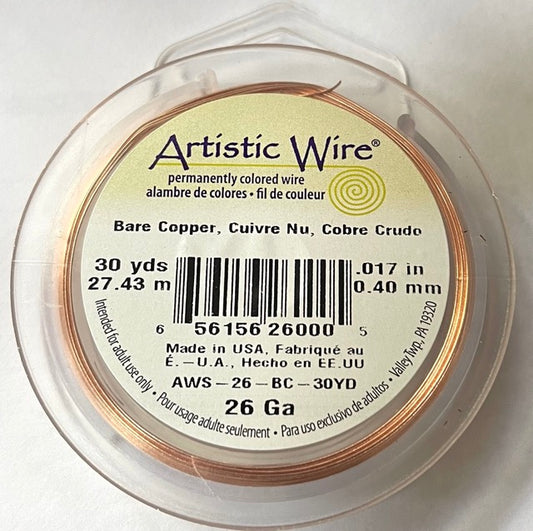 Artistic Wire®
permanently colored wire
alambre de colores • fil de couleur
Bare Copper, Cuivre Nu, Cobre Crudo
30 yds
27.43 m
.017 in
0.40 mm
6 56156 26000 5
Made in USA, Fabriqué au
É.-U.A., Hecho en EE.UU
AWS-26-BC-30YD
26 Ga
Intended for adult use only • Pour usage adulte seulement • Para uso exclusivo de adultos • Valley Twp, PA 19320